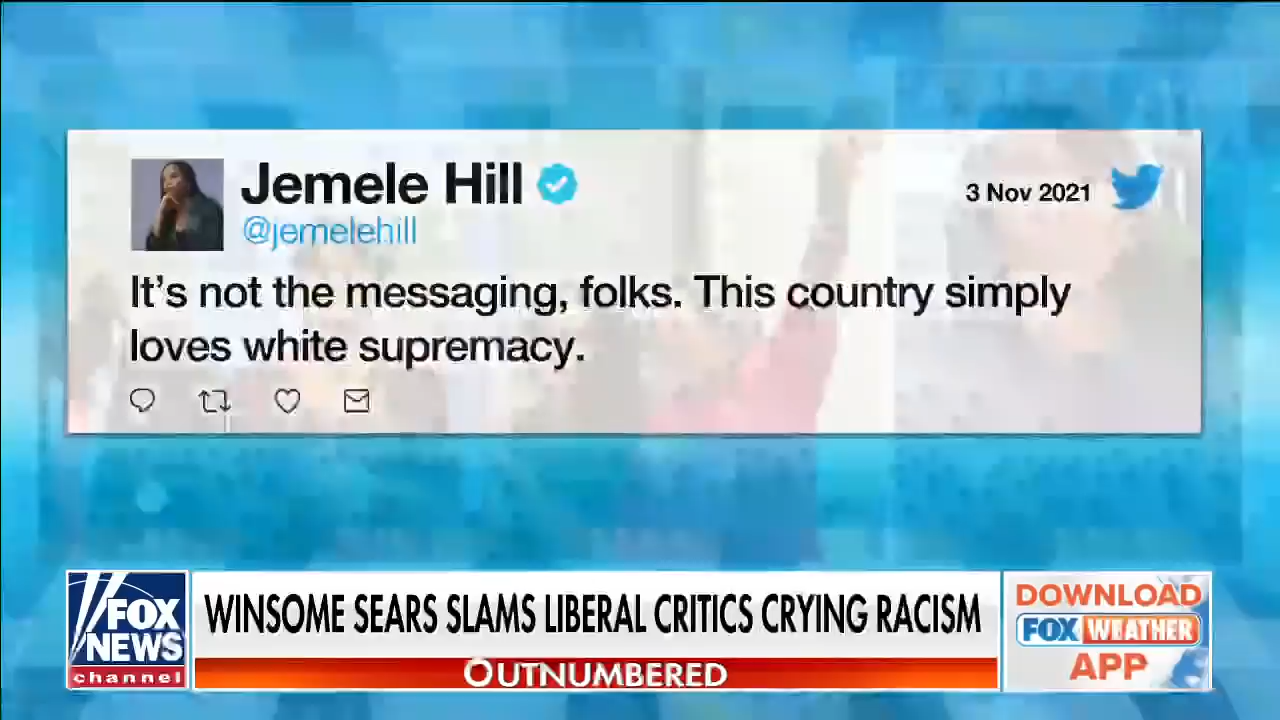 Jemele Hill
@jemelehill
3 Nov 2021
It's not the messaging, folks. This country simply
loves white supremacy.
FOX
NEWS
channel
WINSOME SEARS SLAMS LIBERAL CRITICS CRYING RACISM
OUTNUMBERED
DOWNLOAD
FOX WEATHER
APP